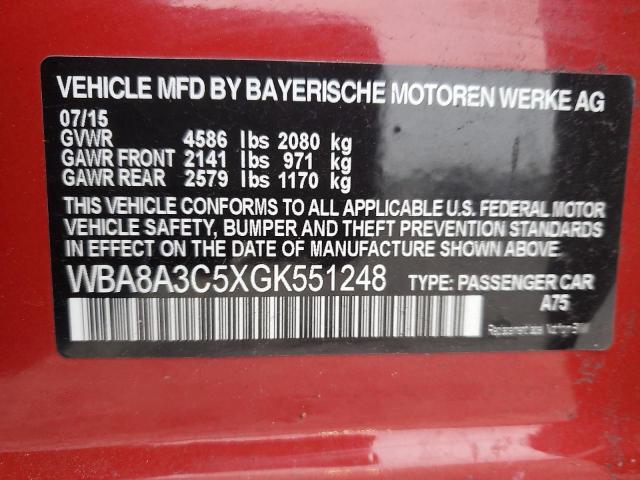 VEHICLE MFD BY BAYERISCHE MOTOREN WERKE AG
07/15
GVWR 4586 lbs 2080 kg
GAWR FRONT 2141 lbs 971 kg
GAWR REAR 2579 lbs 1170 kg
THIS VEHICLE CONFORMS TO ALL APPLICABLE U.S. FEDERAL MOTOR
VEHICLE SAFETY, BUMPER AND THEFT PREVENTION STANDARDS
IN EFFECT ON THE DATE OF MANUFACTURE SHOWN ABOVE.
WBA8A3C5XGK551248 TYPE: PASSENGER CAR
A75
Replacement label